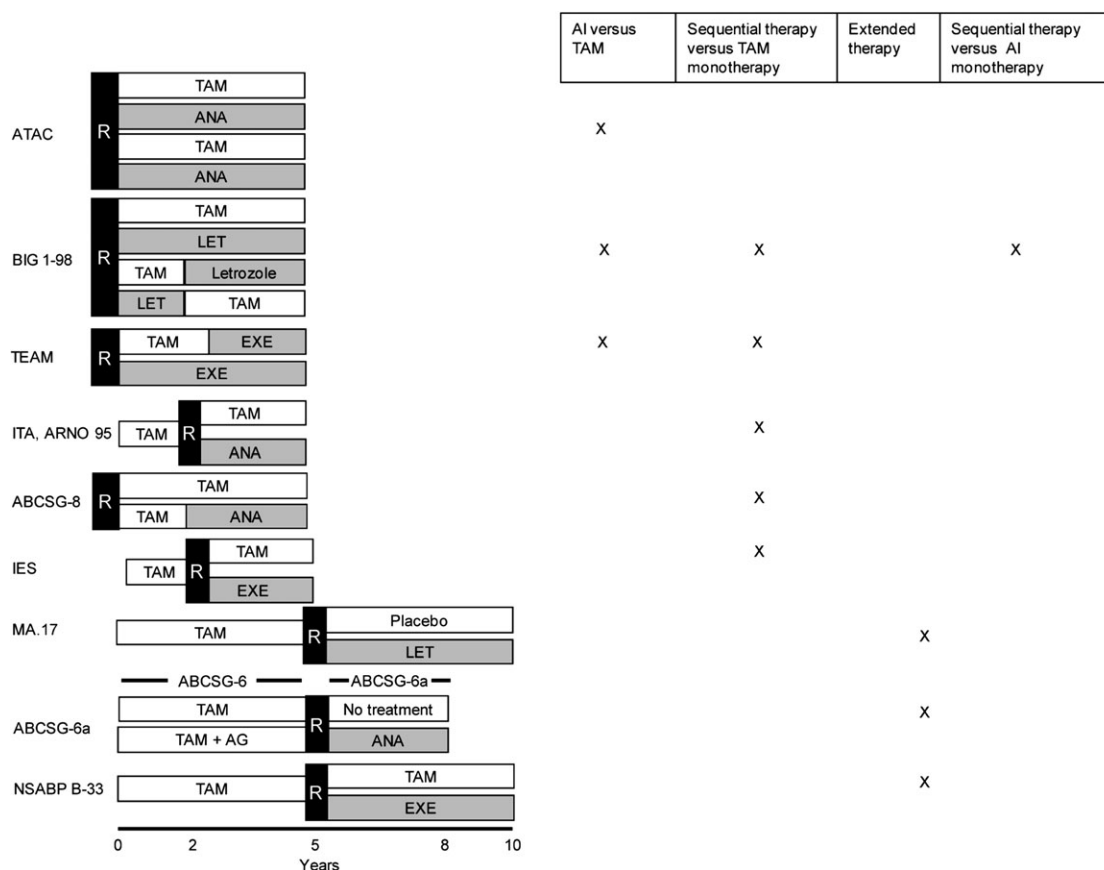 AI versus TAM
Sequential therapy versus TAM monotherapy
Extended therapy
Sequential therapy versus AI monotherapy
ATAC
R
TAM
ANA
TAM
ANA
X
BIG 1-98
R
TAM
LET
TAM
Letrozole
LET
TAM
X
X
X
TEAM
R
TAM
EXE
EXE
X
X
ITA, ARNO 95
TAM
R
TAM
ANA
X
ABCSG-8
R
TAM
TAM
ANA
X
IES
TAM
R
TAM
EXE
X
MA.17
TAM
R
Placebo
LET
X
ABCSG-6
ABCSG-6a
ABCSG-6a
TAM
TAM + AG
R
No treatment
ANA
X
NSABP B-33
TAM
R
TAM
EXE
X
0
2
5
8
10
Years